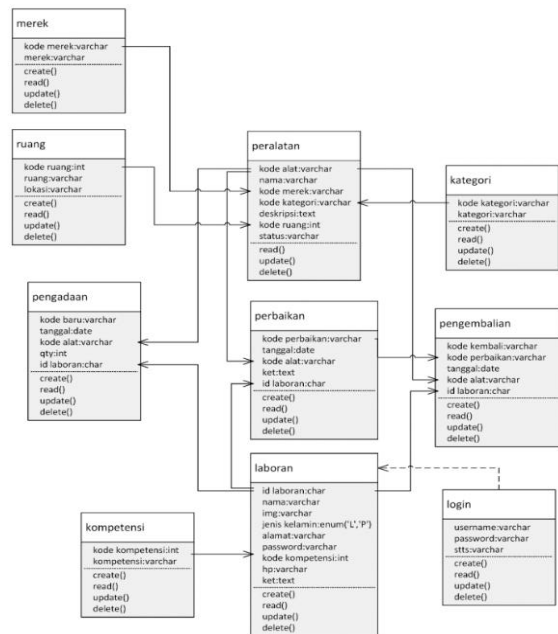 merek
kode merek:varchar
merek:varchar
create()
read()
update()
delete()
ruang
kode ruang:int
ruang:varchar
lokasi:varchar
create()
read()
update()
delete()
peralatan
kode alat:varchar
nama:varchar
kode merek:varchar
kode kategori:varchar
deskripsi:text
kode ruang:int
status:varchar
read()
update()
delete()
kategori
kode kategori:varchar
kategori:varchar
create()
read()
update()
delete()
pengadaan
kode baru:varchar
tanggal:date
kode alat:varchar
qty:int
id laboran:char
create()
read()
update()
delete()
perbaikan
kode perbaikan:varchar
tanggal:date
kode alat:varchar
ket:text
id laboran:char
create()
read()
update()
delete()
pengembalian
kode kembali:varchar
kode perbaikan:varchar
tanggal:date
kode alat:varchar
id laboran:char
create()
read()
update()
delete()
kompetensi
kode kompetensi:int
kompetensi:varchar
create()
read()
update()
delete()
laboran
id laboran:char
nama:varchar
img:varchar
jenis kelamin:enum('L','P')
alamat:varchar
password:varchar
kode kompetensi:int
hp:varchar
ket:text
create()
read()
update()
delete()
login
username:varchar
password:varchar
stts:varchar
create()
read()
update()
delete()